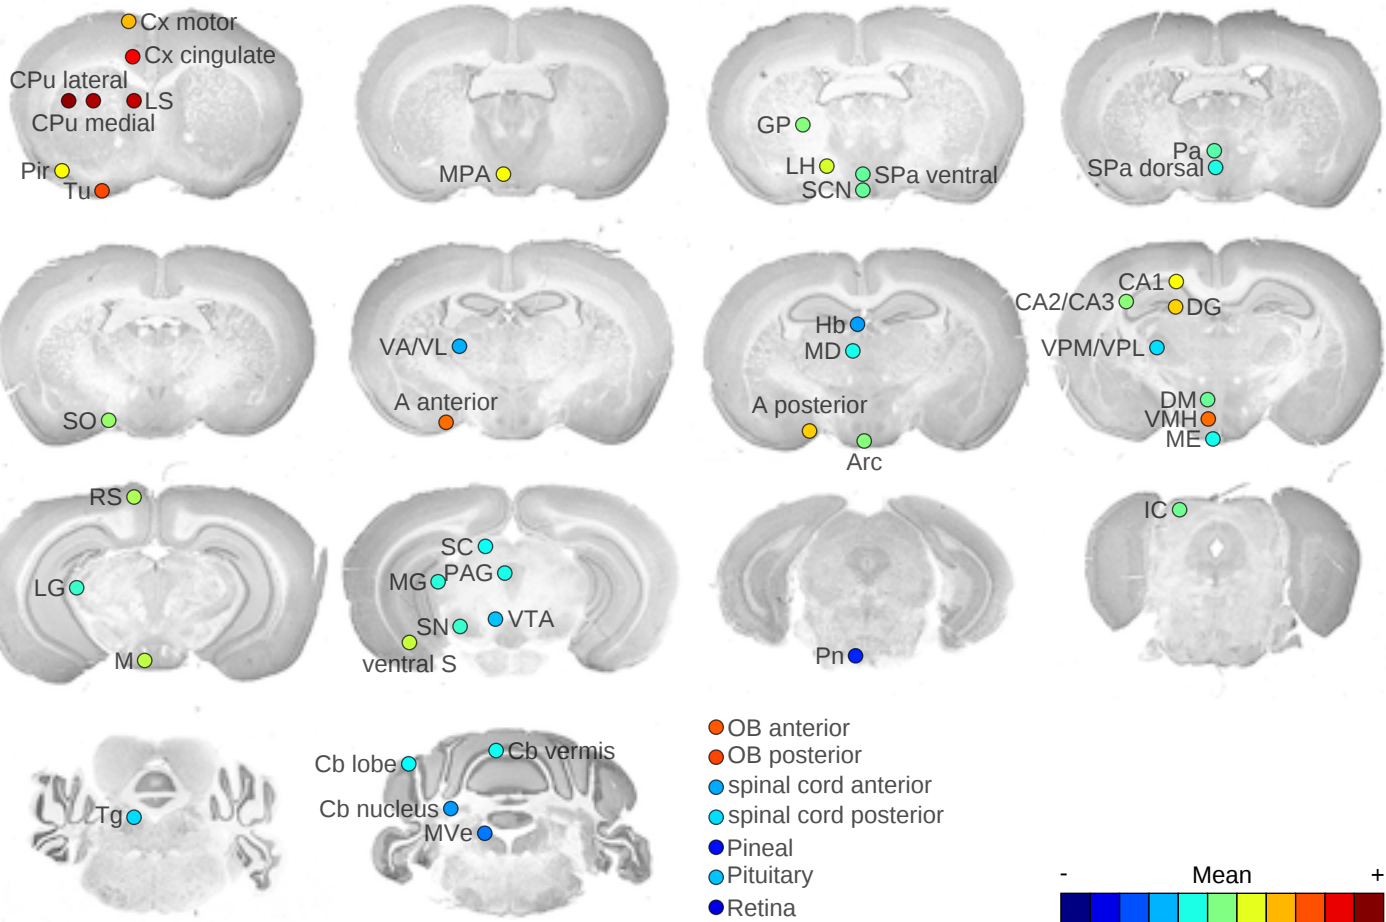 Cx motor
Cx cingulate
CPu lateral
LS
CPu medial
Pir
Tu
MPA
GP
LH
SPa ventral
SCN
Pa
SPa dorsal
SO
VA/VL
A anterior
Hb
MD
A posterior
Arc
CA1
CA2/CA3
DG
VPM/VPL
DM
VMH
ME
RS
LG
M
SC
MG
PAG
SN
VTA
ventral S
Pn
IC
Tg
Cb lobe
Cb vermis
Cb nucleus
MVe
OB anterior
OB posterior
spinal cord anterior
spinal cord posterior
Pineal
Pituitary
Retina
- Mean +